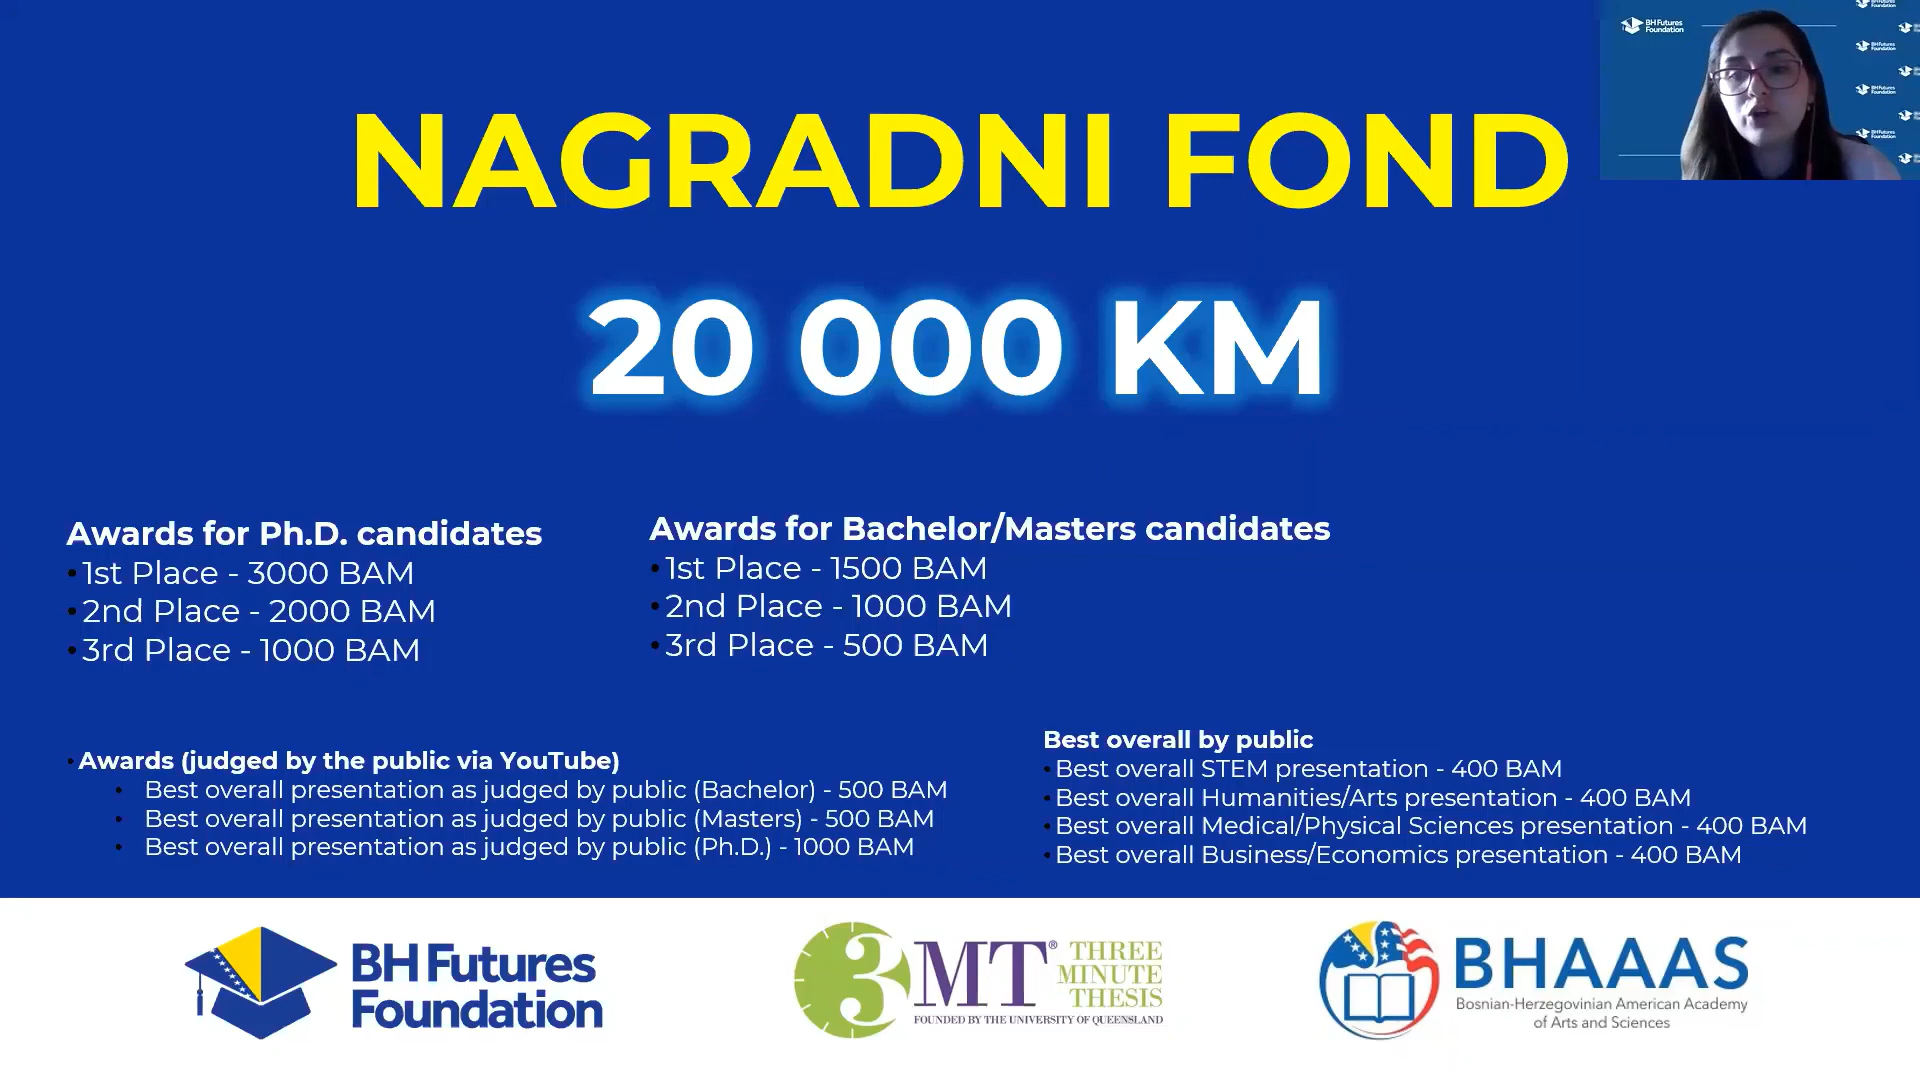 BH Futures
Foundation
NAGRADNI FOND
20 000 KM
Awards for Ph.D. candidates
•1st Place - 3000 BAM
•2nd Place - 2000 BAM
•3rd Place - 1000 BAM
Awards for Bachelor/Masters candidates
•1st Place - 1500 BAM
•2nd Place - 1000 BAM
•3rd Place - 500 BAM
•Awards (judged by the public via YouTube)
• Best overall presentation as judged by public (Bachelor) - 500 BAM
• Best overall presentation as judged by public (Masters) - 500 BAM
• Best overall presentation as judged by public (Ph.D.) - 1000 BAM
Best overall by public
•Best overall STEM presentation - 400 BAM
•Best overall Humanities/Arts presentation - 400 BAM
•Best overall Medical/Physical Sciences presentation - 400 BAM
•Best overall Business/Economics presentation - 400 BAM
BH Futures
Foundation
3MT® THREE
MINUTE
THESIS
FOUNDED BY THE UNIVERSITY OF QUEENSLAND
BHAAAS
Bosnian-Herzegovinian American Academy
of Arts and Sciences